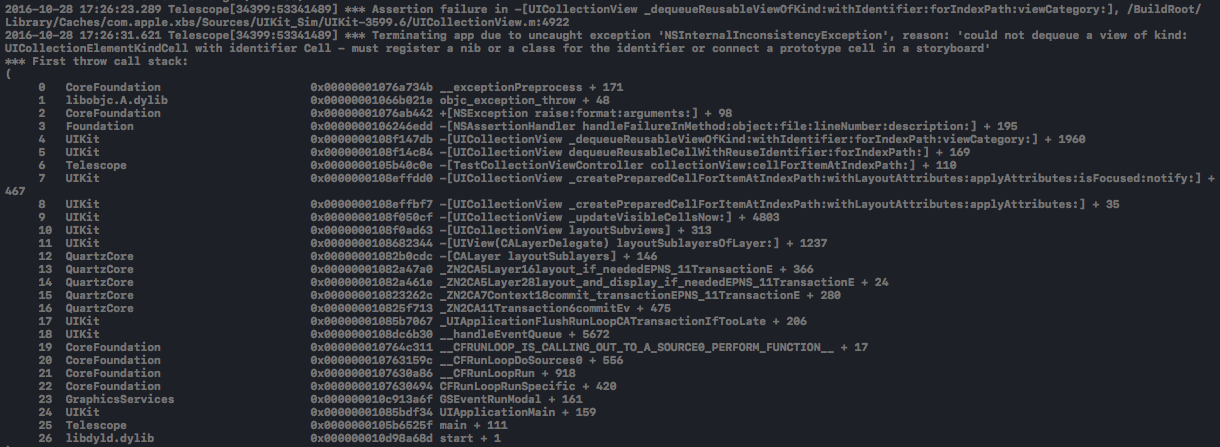 2016-10-28 17:26:23.289 Telescope[34399:53341489] *** Assertion failure in -[UICollectionView _dequeueReusableViewOfKind:withIdentifier:forIndexPath:viewCategory:], /BuildRoot/
Library/Caches/com.apple.xbs/Sources/UIKit_Sim/UIKit-3599.6/UICollectionView.m:4922
2016-10-28 17:26:31.621 Telescope[34399:53341489] *** Terminating app due to uncaught exception 'NSInternalInconsistencyException', reason: 'could not dequeue a view of kind:
UICollectionElementKindCell with identifier Cell - must register a nib or a class for the identifier or connect a prototype cell in a storyboard'
*** First throw call stack:
(
0 CoreFoundation 0x00000001076a734b __exceptionPreprocess + 171
1 libobjc.A.dylib 0x00000001066b021e objc_exception_throw + 48
2 CoreFoundation 0x00000001076ab442 +[NSException raise:format:arguments:] + 98
3 Foundation 0x0000000106246edd -[NSAssertionHandler handleFailureInMethod:object:file:lineNumber:description:] + 195
4 UIKit 0x0000000108f147db -[UICollectionView _dequeueReusableViewOfKind:withIdentifier:forIndexPath:viewCategory:] + 1960
5 UIKit 0x0000000108f14c84 -[UICollectionView dequeueReusableCellWithReuseIdentifier:forIndexPath:] + 169
6 Telescope 0x0000000105b40c0e -[TestCollectionViewController collectionView:cellForItemAtIndexPath:] + 110
7 UIKit 0x0000000108effdd0 -[UICollectionView _createPreparedCellForItemAtIndexPath:withLayoutAttributes:applyAttributes:isFocused:notify:] +
467
8 UIKit 0x0000000108effbf7 -[UICollectionView _createPreparedCellForItemAtIndexPath:withLayoutAttributes:applyAttributes:] + 35
9 UIKit 0x0000000108f050cf -[UICollectionView _updateVisibleCellsNow:] + 4803
10 UIKit 0x0000000108f0ad63 -[UICollectionView layoutSubviews] + 313
11 UIKit 0x0000000108682344 -[UIView(CALayerDelegate) layoutSublayersOfLayer:] + 1237
12 QuartzCore 0x00000001082b0cdc -[CALayer layoutSublayers] + 146
13 QuartzCore 0x00000001082a47a0 _ZN2CA5Layer16layout_if_neededEPNS_11TransactionE + 366
14 QuartzCore 0x00000001082a461e _ZN2CA5Layer28layout_and_display_if_neededEPNS_11TransactionE + 24
15 QuartzCore 0x000000010823262c _ZN2CA7Context18commit_transactionEPNS_11TransactionE + 280
16 QuartzCore 0x000000010825f713 _ZN2CA11Transaction6commitEv + 475
17 UIKit 0x00000001085b7067 _UIApplicationFlushRunLoopCATransactionIfTooLate + 206
18 UIKit 0x0000000108dc6b30 __handleEventQueue + 5672
19 CoreFoundation 0x000000010764c311 __CFRUNLOOP_IS_CALLING_OUT_TO_A_SOURCE0_PERFORM_FUNCTION__ + 17
20 CoreFoundation 0x000000010763159c __CFRunLoopDoSources0 + 556
21 CoreFoundation 0x0000000107630a86 __CFRunLoopRun + 918
22 CoreFoundation 0x0000000107630494 CFRunLoopRunSpecific + 420
23 GraphicsServices 0x000000010c913a6f GSEventRunModal + 161
24 UIKit 0x00000001085bdf34 UIApplicationMain + 159
25 Telescope 0x0000000105b6525f main + 111
26 libdyld.dylib 0x000000010d98a68d start + 1